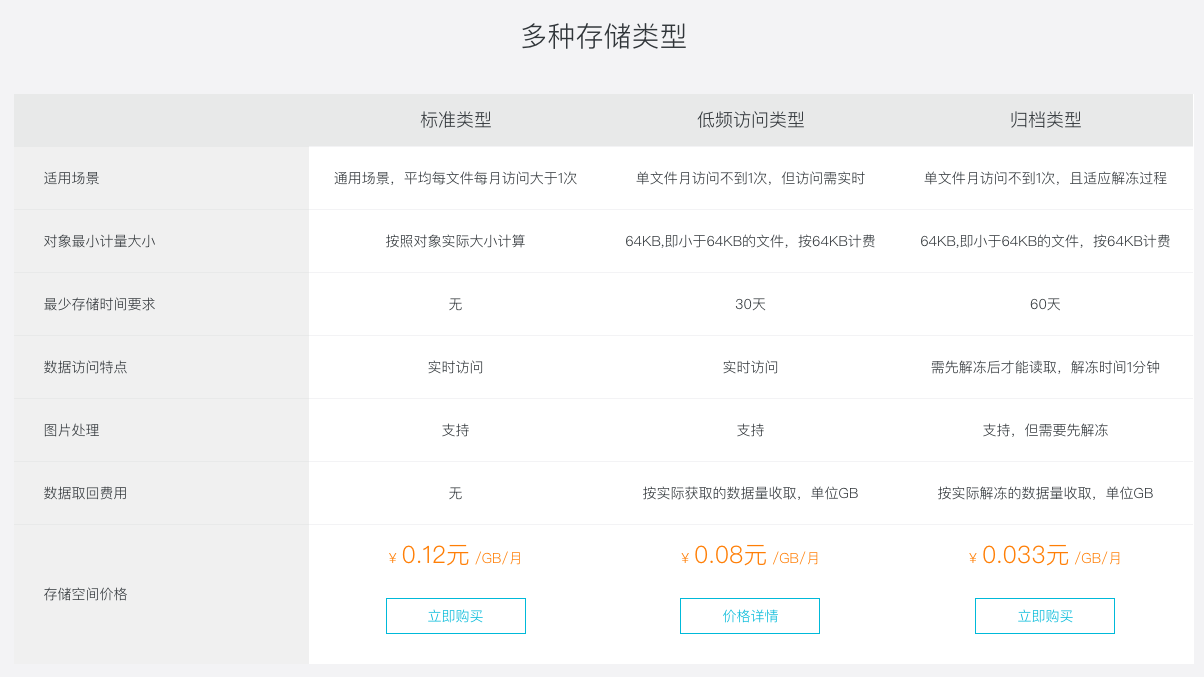 多种存储类型
标准类型 低频访问类型 归档类型
适用场景 通用场景，平均每文件每月访问大于1次 单文件月访问不到1次，但访问需实时 单文件月访问不到1次，且适应解冻过程
对象最小计量大小 按照对象实际大小计算 64KB,即小于64KB的文件，按64KB计费 64KB,即小于64KB的文件，按64KB计费
最少存储时间要求 无 30天 60天
数据访问特点 实时访问 实时访问 需先解冻后才能读取，解冻时间1分钟
图片处理 支持 支持 支持，但需要先解冻
数据取回费用 无 按实际获取的数据量收取，单位GB 按实际解冻的数据量收取，单位GB
存储空间价格 ¥ 0.12元 /GB/月 ¥ 0.08元 /GB/月 ¥ 0.033元 /GB/月
立即购买 价格详情 立即购买